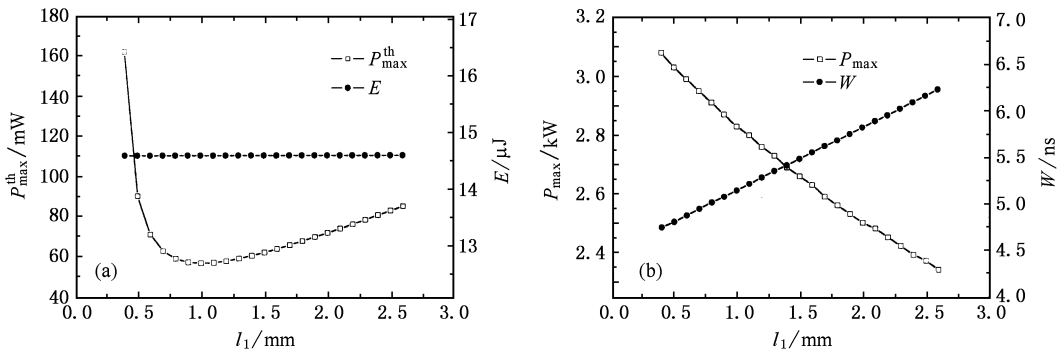 180
160
140
120
100
80
60
40
P^th_max/mW
0.0 0.5 1.0 1.5 2.0 2.5 3.0
l₁/mm
17
16
15
14
13
E/μJ
P^th_max
E
(a)
3.2
3.0
2.8
2.6
2.4
P_max/kW
0.0 0.5 1.0 1.5 2.0 2.5 3.0
l₁/mm
7.0
6.5
6.0
5.5
5.0
4.5
4.0
W/ns
P_max
W
(b)